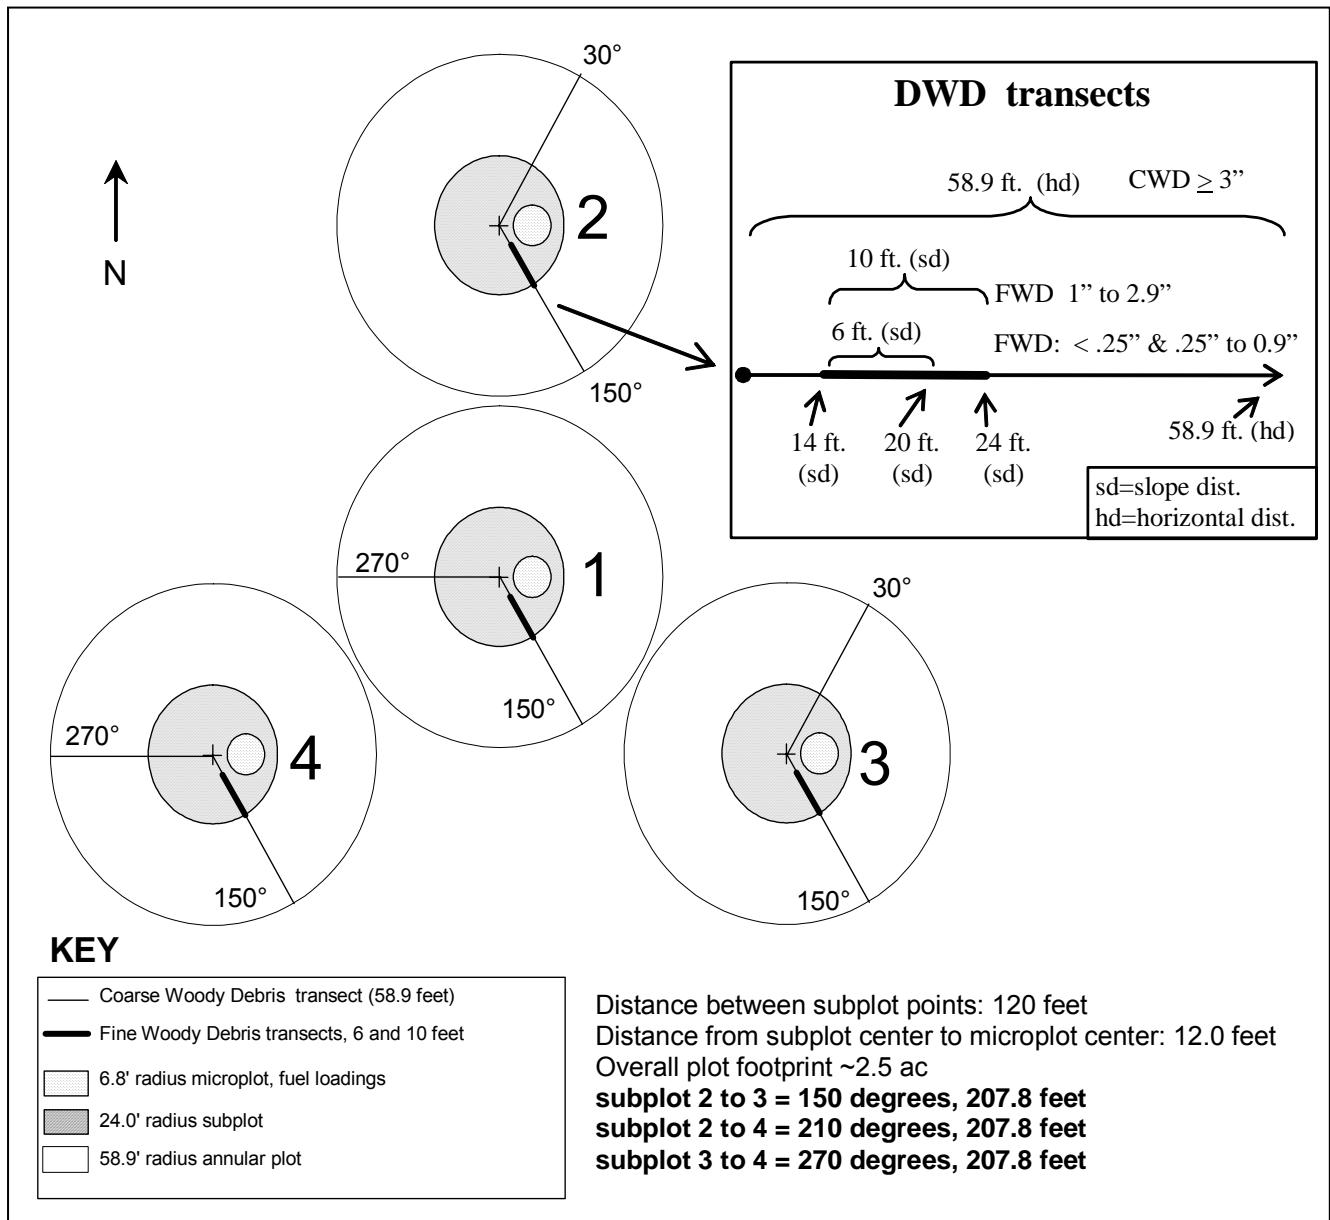 30°
2
150°
N
DWD transects
58.9 ft. (hd)
CWD ≥ 3”
10 ft. (sd)
FWD 1” to 2.9”
6 ft. (sd)
FWD: < .25” & .25” to 0.9”
14 ft.
(sd)
20 ft.
(sd)
24 ft.
(sd)
58.9 ft. (hd)
sd=slope dist.
hd=horizontal dist.
270°
1
150°
30°
3
150°
270°
4
150°
KEY
Coarse Woody Debris transect (58.9 feet)
Fine Woody Debris transects, 6 and 10 feet
6.8' radius microplot, fuel loadings
24.0' radius subplot
58.9' radius annular plot
Distance between subplot points: 120 feet
Distance from subplot center to microplot center: 12.0 feet
Overall plot footprint ~2.5 ac
subplot 2 to 3 = 150 degrees, 207.8 feet
subplot 2 to 4 = 210 degrees, 207.8 feet
subplot 3 to 4 = 270 degrees, 207.8 feet